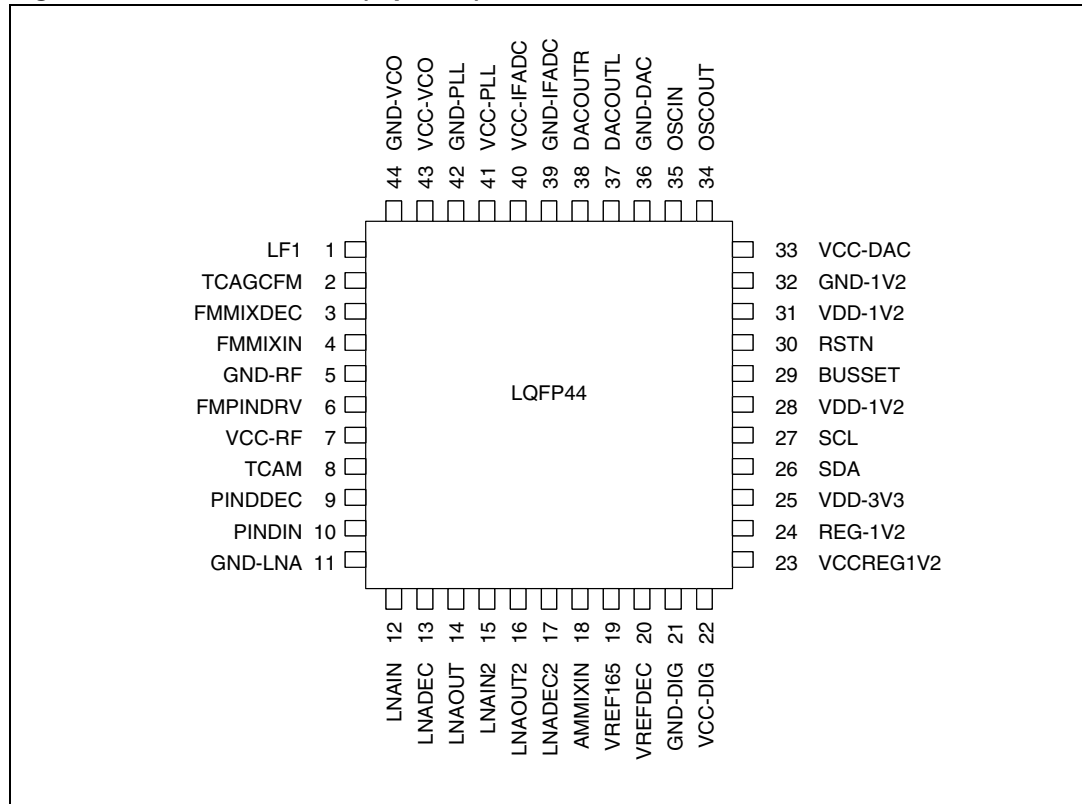 44 GND-VCO
43 VCC-VCO
42 GND-PLL
41 VCC-PLL
40 VCC-IFADC
39 GND-IFADC
38 DACOUTR
37 DACOUTL
36 GND-DAC
35 OSCIN
34 OSCOUT
LF1 1
TCAGCFM 2
FMMIXDEC 3
FMMIXIN 4
GND-RF 5
FMPINDRV 6
VCC-RF 7
TCAM 8
PINDDEC 9
PINDIN 10
GND-LNA 11
LQFP44
33 VCC-DAC
32 GND-1V2
31 VDD-1V2
30 RSTN
29 BUSSET
28 VDD-1V2
27 SCL
26 SDA
25 VDD-3V3
24 REG-1V2
23 VCCREG1V2
LNAIN 12
LNADEC 13
LNAOUT 14
LNAIN2 15
LNAOUT2 16
LNADEC2 17
AMMIXIN 18
VREF165 19
VREFDEC 20
GND-DIG 21
VCC-DIG 22